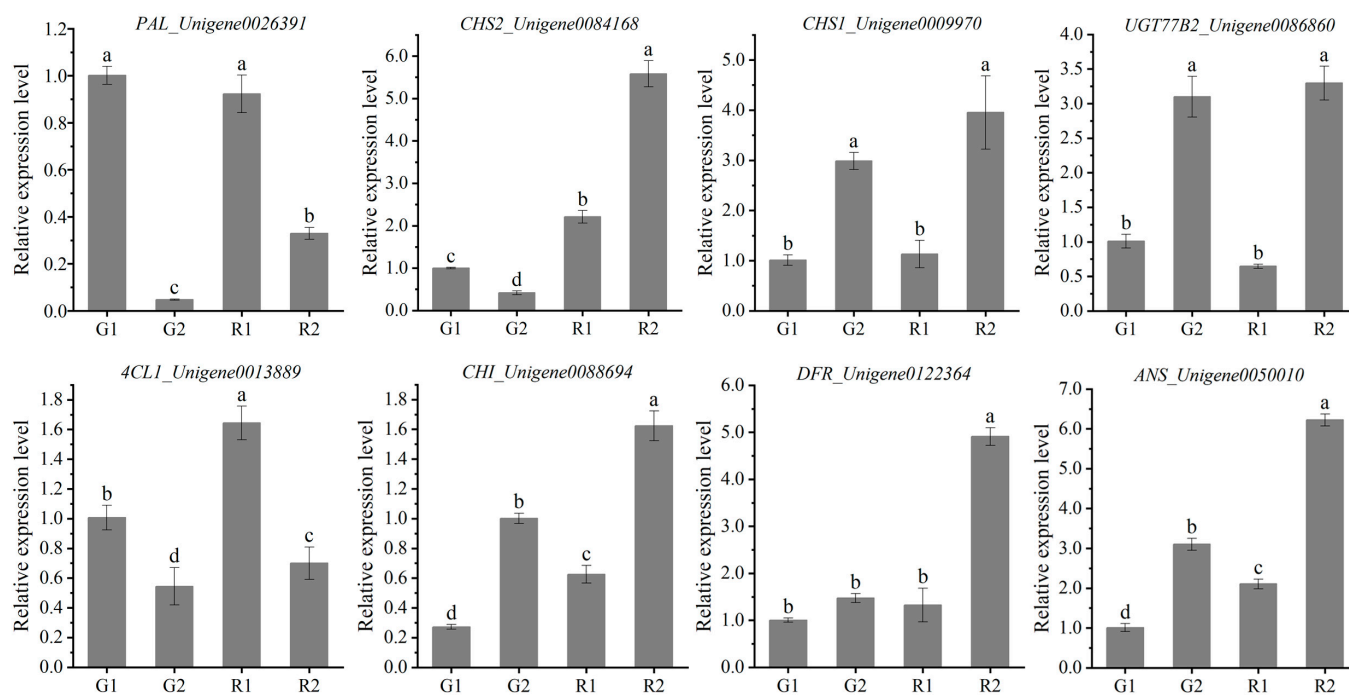 PAL_Unigene0026391
Relative expression level
1.2
1.0
0.8
0.6
0.4
0.2
0.0
a
c
a
b
G1 G2 R1 R2
CHS2_Unigene0084168
Relative expression level
6.0
5.0
4.0
3.0
2.0
1.0
0.0
c
d
b
a
G1 G2 R1 R2
CHS1_Unigene0009970
Relative expression level
5.0
4.0
3.0
2.0
1.0
0.0
b
a
b
a
G1 G2 R1 R2
UGT77B2_Unigene0086860
Relative expression level
4.0
3.5
3.0
2.5
2.0
1.5
1.0
0.5
0.0
b
a
b
a
G1 G2 R1 R2
4CL1_Unigene0013889
Relative expression level
1.8
1.6
1.4
1.2
1.0
0.8
0.6
0.4
0.2
0.0
b
d
a
c
G1 G2 R1 R2
CHI_Unigene0088694
Relative expression level
1.8
1.6
1.4
1.2
1.0
0.8
0.6
0.4
0.2
0.0
d
b
c
a
G1 G2 R1 R2
DFR_Unigene0122364
Relative expression level
6.0
5.0
4.0
3.0
2.0
1.0
0.0
b
b
b
a
G1 G2 R1 R2
ANS_Unigene0050010
Relative expression level
7.0
6.0
5.0
4.0
3.0
2.0
1.0
0.0
d
b
c
a
G1 G2 R1 R2